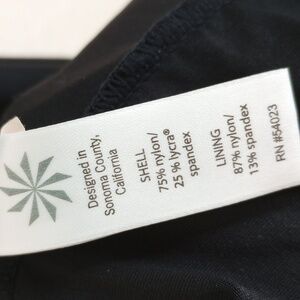 Designed in
Sonoma County,
California
SHELL
75% nylon/
25 % lycra®
spandex
LINING
87% nylon/
13% spandex
RN #54023